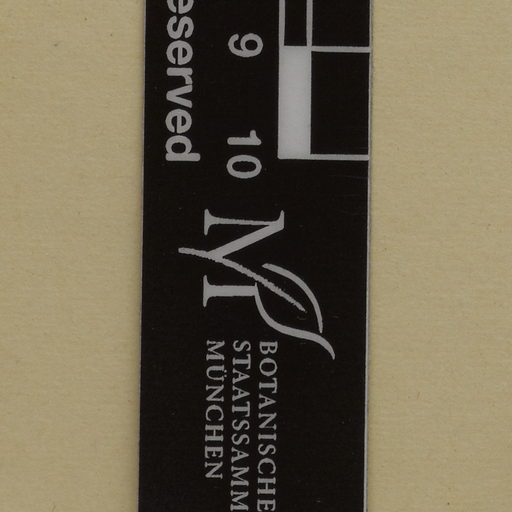 9 10
eserved
M
BOTANISCHE
STAATSSAMM
MÜNCHEN